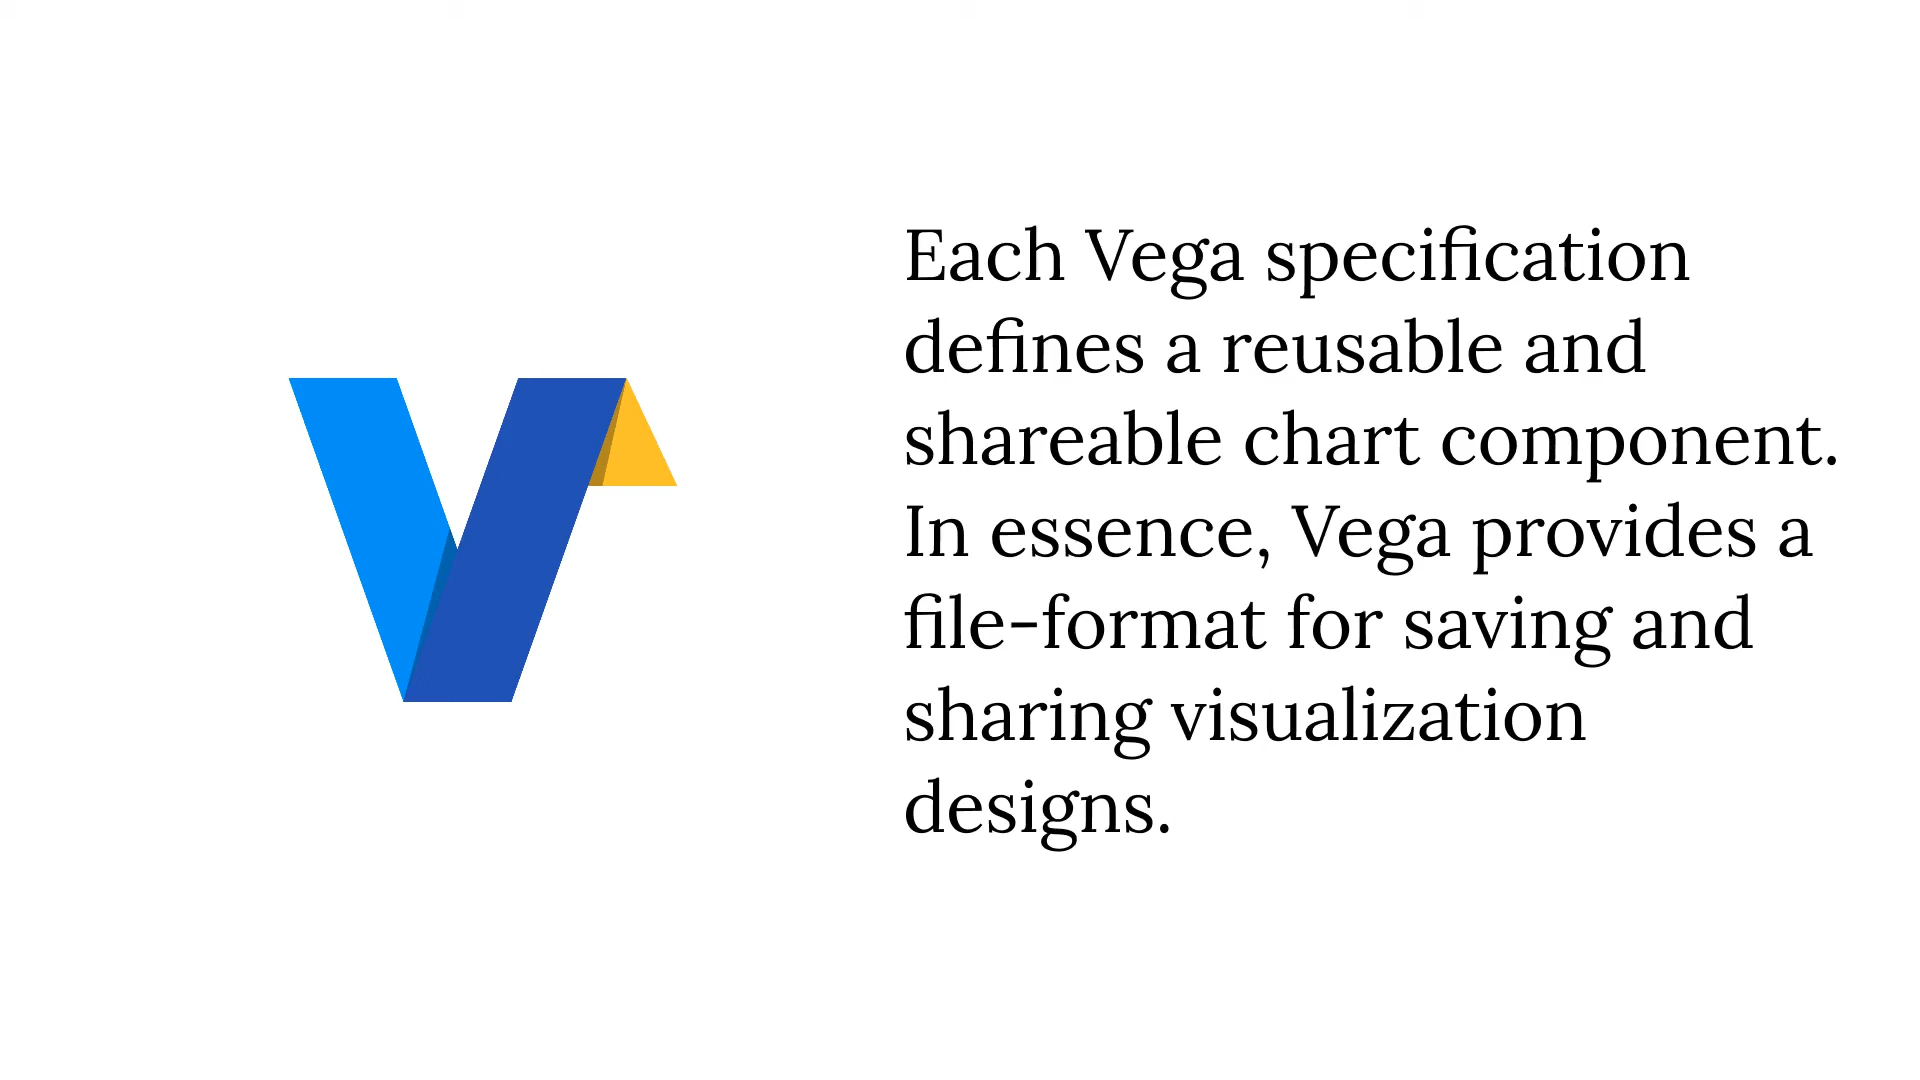 Each Vega specification
defines a reusable and
shareable chart component.
In essence, Vega provides a
file-format for saving and
sharing visualization
designs.